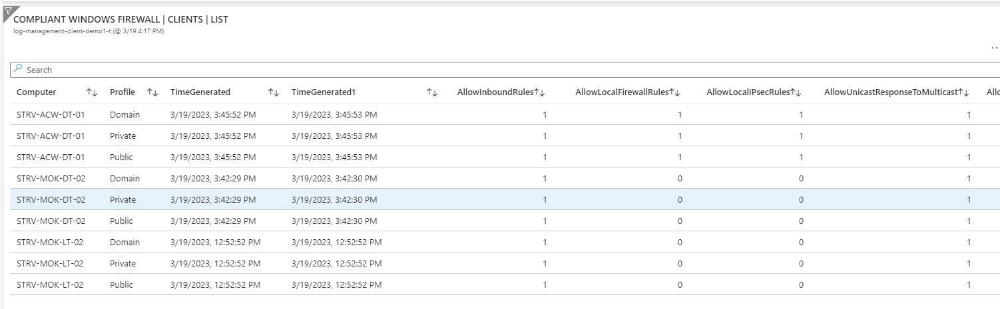 COMPLIANT WINDOWS FIREWALL | CLIENTS | LIST
log-management-client-demo1-t (@ 3/19 4:17 PM)
Search
Computer Profile TimeGenerated TimeGenerated1 AllowInboundRules AllowLocalFirewallRules AllowLocalIPsecRules AllowUnicastResponseToMulticast
STRV-ACW-DT-01 Domain 3/19/2023, 3:45:52 PM 3/19/2023, 3:45:53 PM 1 1 1 1
STRV-ACW-DT-01 Private 3/19/2023, 3:45:52 PM 3/19/2023, 3:45:53 PM 1 1 1 1
STRV-ACW-DT-01 Public 3/19/2023, 3:45:52 PM 3/19/2023, 3:45:53 PM 1 1 1 1
STRV-MOK-DT-02 Domain 3/19/2023, 3:42:29 PM 3/19/2023, 3:42:30 PM 1 0 0 1
STRV-MOK-DT-02 Private 3/19/2023, 3:42:29 PM 3/19/2023, 3:42:30 PM 1 0 0 1
STRV-MOK-DT-02 Public 3/19/2023, 3:42:29 PM 3/19/2023, 3:42:30 PM 1 0 0 1
STRV-MOK-LT-02 Domain 3/19/2023, 12:52:52 PM 3/19/2023, 12:52:52 PM 1 0 0 1
STRV-MOK-LT-02 Private 3/19/2023, 12:52:52 PM 3/19/2023, 12:52:52 PM 1 0 0 1
STRV-MOK-LT-02 Public 3/19/2023, 12:52:52 PM 3/19/2023, 12:52:52 PM 1 0 0 1